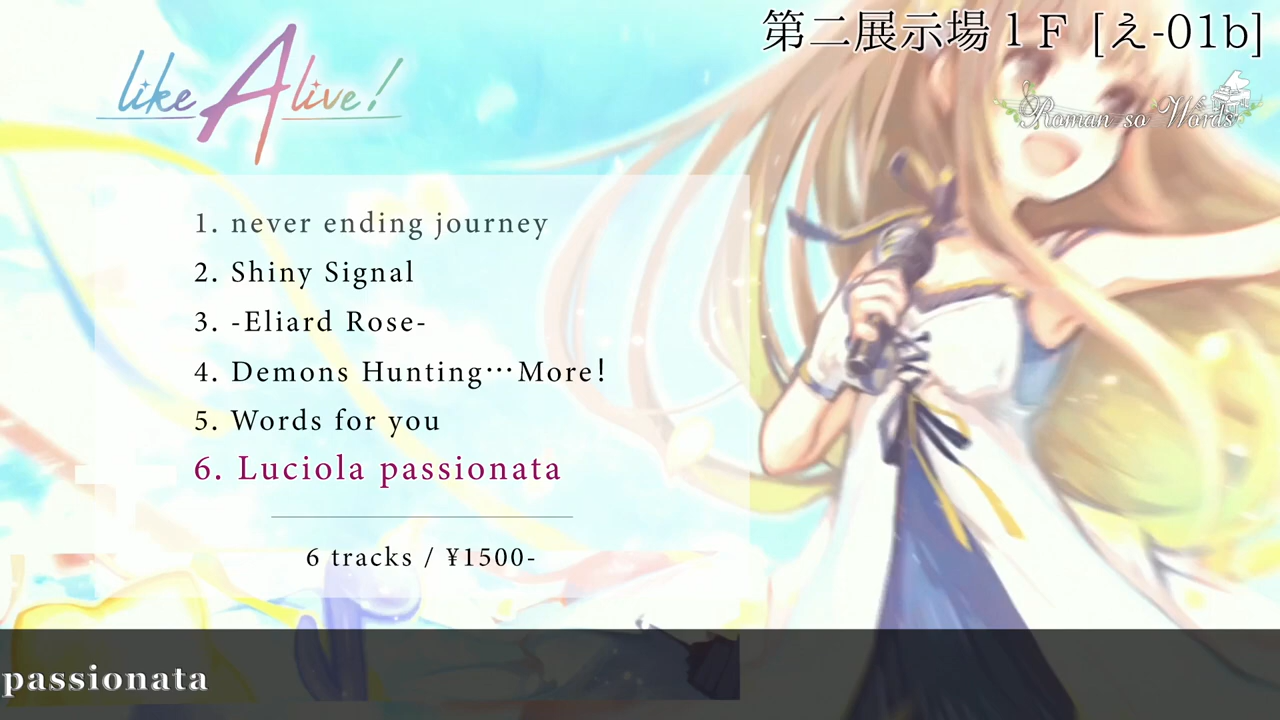 第二展示場１Ｆ [え-01b]
like Alive!
Roman so Words
1. never ending journey
2. Shiny Signal
3. -Eliard Rose-
4. Demons Hunting…More!
5. Words for you
6. Luciola passionata
6 tracks / ¥1500-
passionata